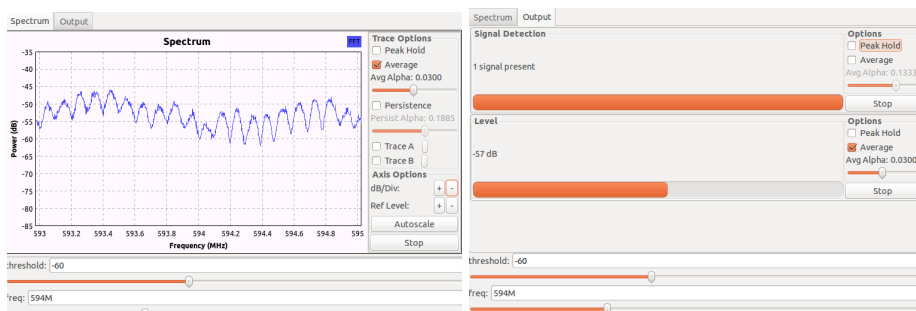 Spectrum Output
Spectrum
FFT
-35
-40
-45
-50
-55
-60
-65
-70
-75
-80
-85
Power (dB)
593 593.2 593.4 593.6 593.8 594 594.2 594.4 594.6 594.8 595
Frequency (MHz)
Trace Options
Peak Hold
Average
Avg Alpha: 0.0300
Persistence
Persist Alpha: 0.1885
Trace A
Trace B
Axis Options
dB/Div: + -
Ref Level: + -
Autoscale
Stop
threshold: -60
freq: 594M
Spectrum Output
Signal Detection
1 signal present
Options
Peak Hold
Average
Avg Alpha: 0.1333
Stop
Level
-57 dB
Options
Peak Hold
Average
Avg Alpha: 0.0300
Stop
threshold: -60
freq: 594M